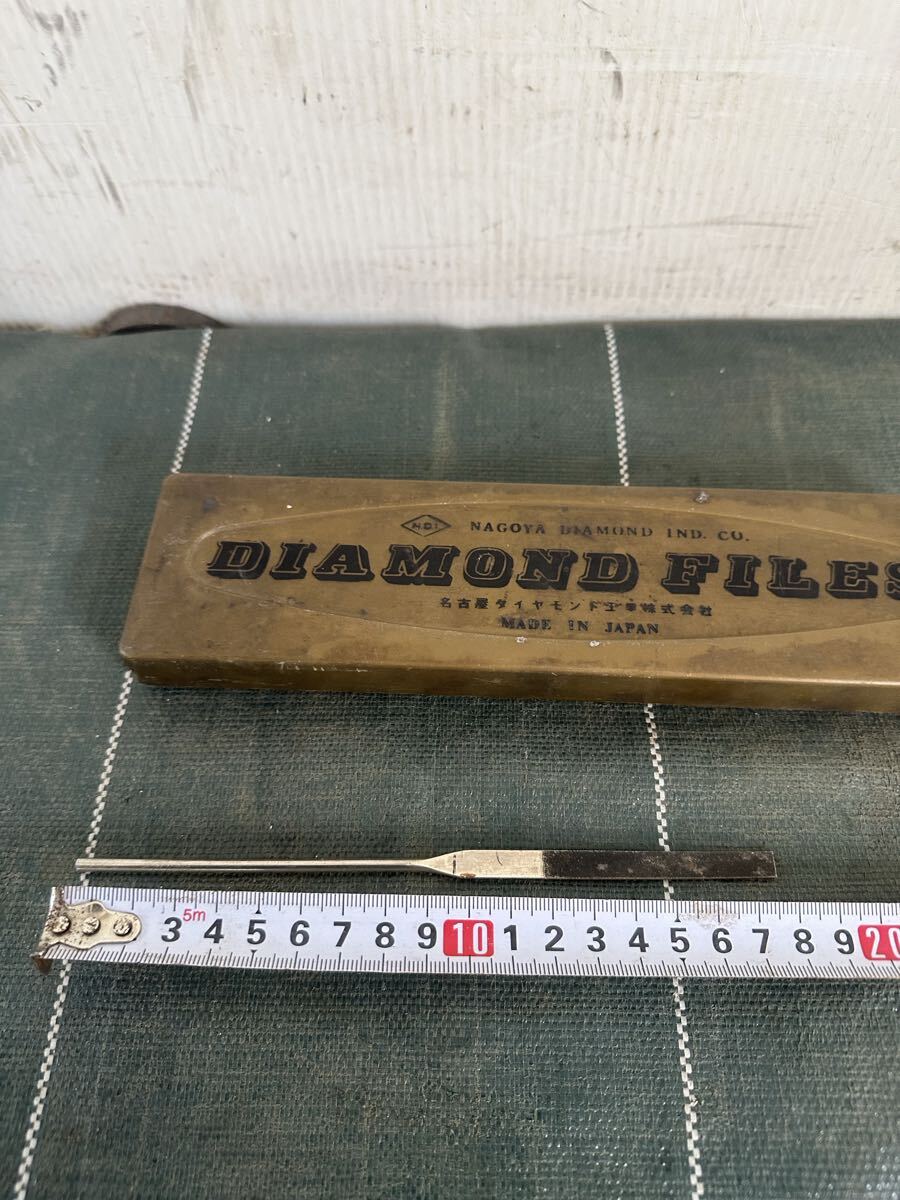 N.D.I NAGOYA DIAMOND IND. CO.
DIAMOND FILES
名古屋ダイヤモンド工業株式会社
MADE IN JAPAN
3 5m 4 5 6 7 8 9 10 1 2 3 4 5 6 7 8 9 20